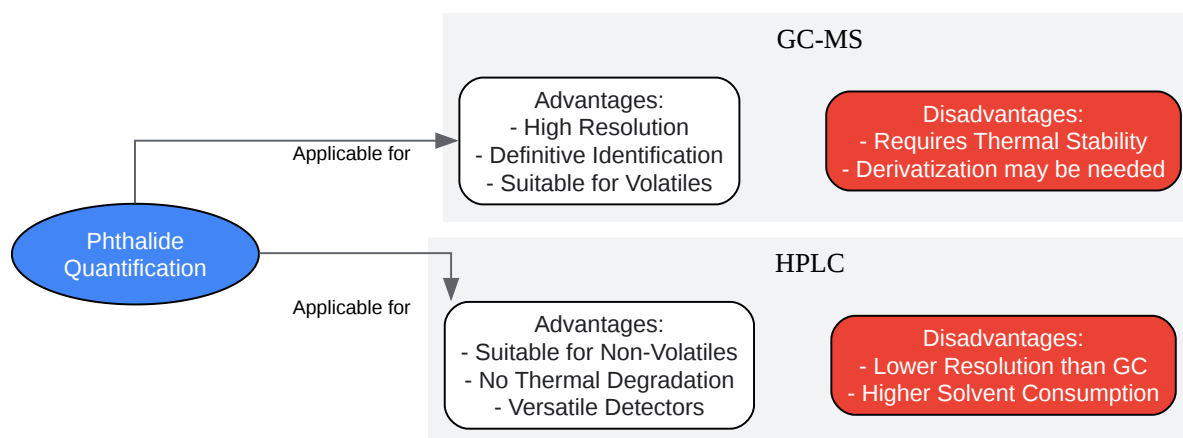 GC-MS
Advantages:
- High Resolution
- Definitive Identification
- Suitable for Volatiles
Disadvantages:
- Requires Thermal Stability
- Derivatization may be needed
Applicable for
Phthalide
Quantification
HPLC
Applicable for
Advantages:
- Suitable for Non-Volatiles
- No Thermal Degradation
- Versatile Detectors
Disadvantages:
- Lower Resolution than GC
- Higher Solvent Consumption